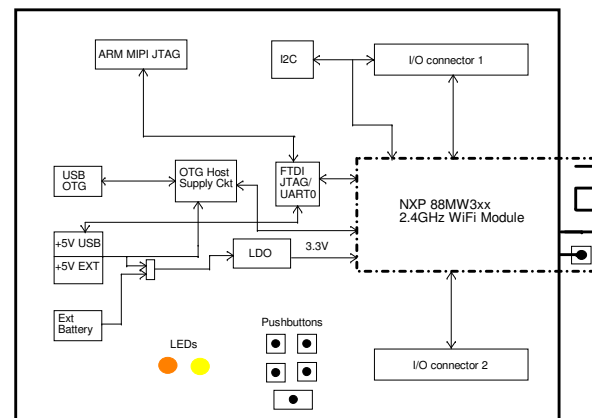 ARM MIPI JTAG
I2C
I/O connector 1
USB
OTG
OTG Host
Supply Ckt
FTDI
JTAG/
UART0
NXP 88MW3xx
2.4GHz WiFi Module
+5V USB
+5V EXT
LDO
3.3V
Ext
Battery
LEDs
Pushbuttons
I/O connector 2